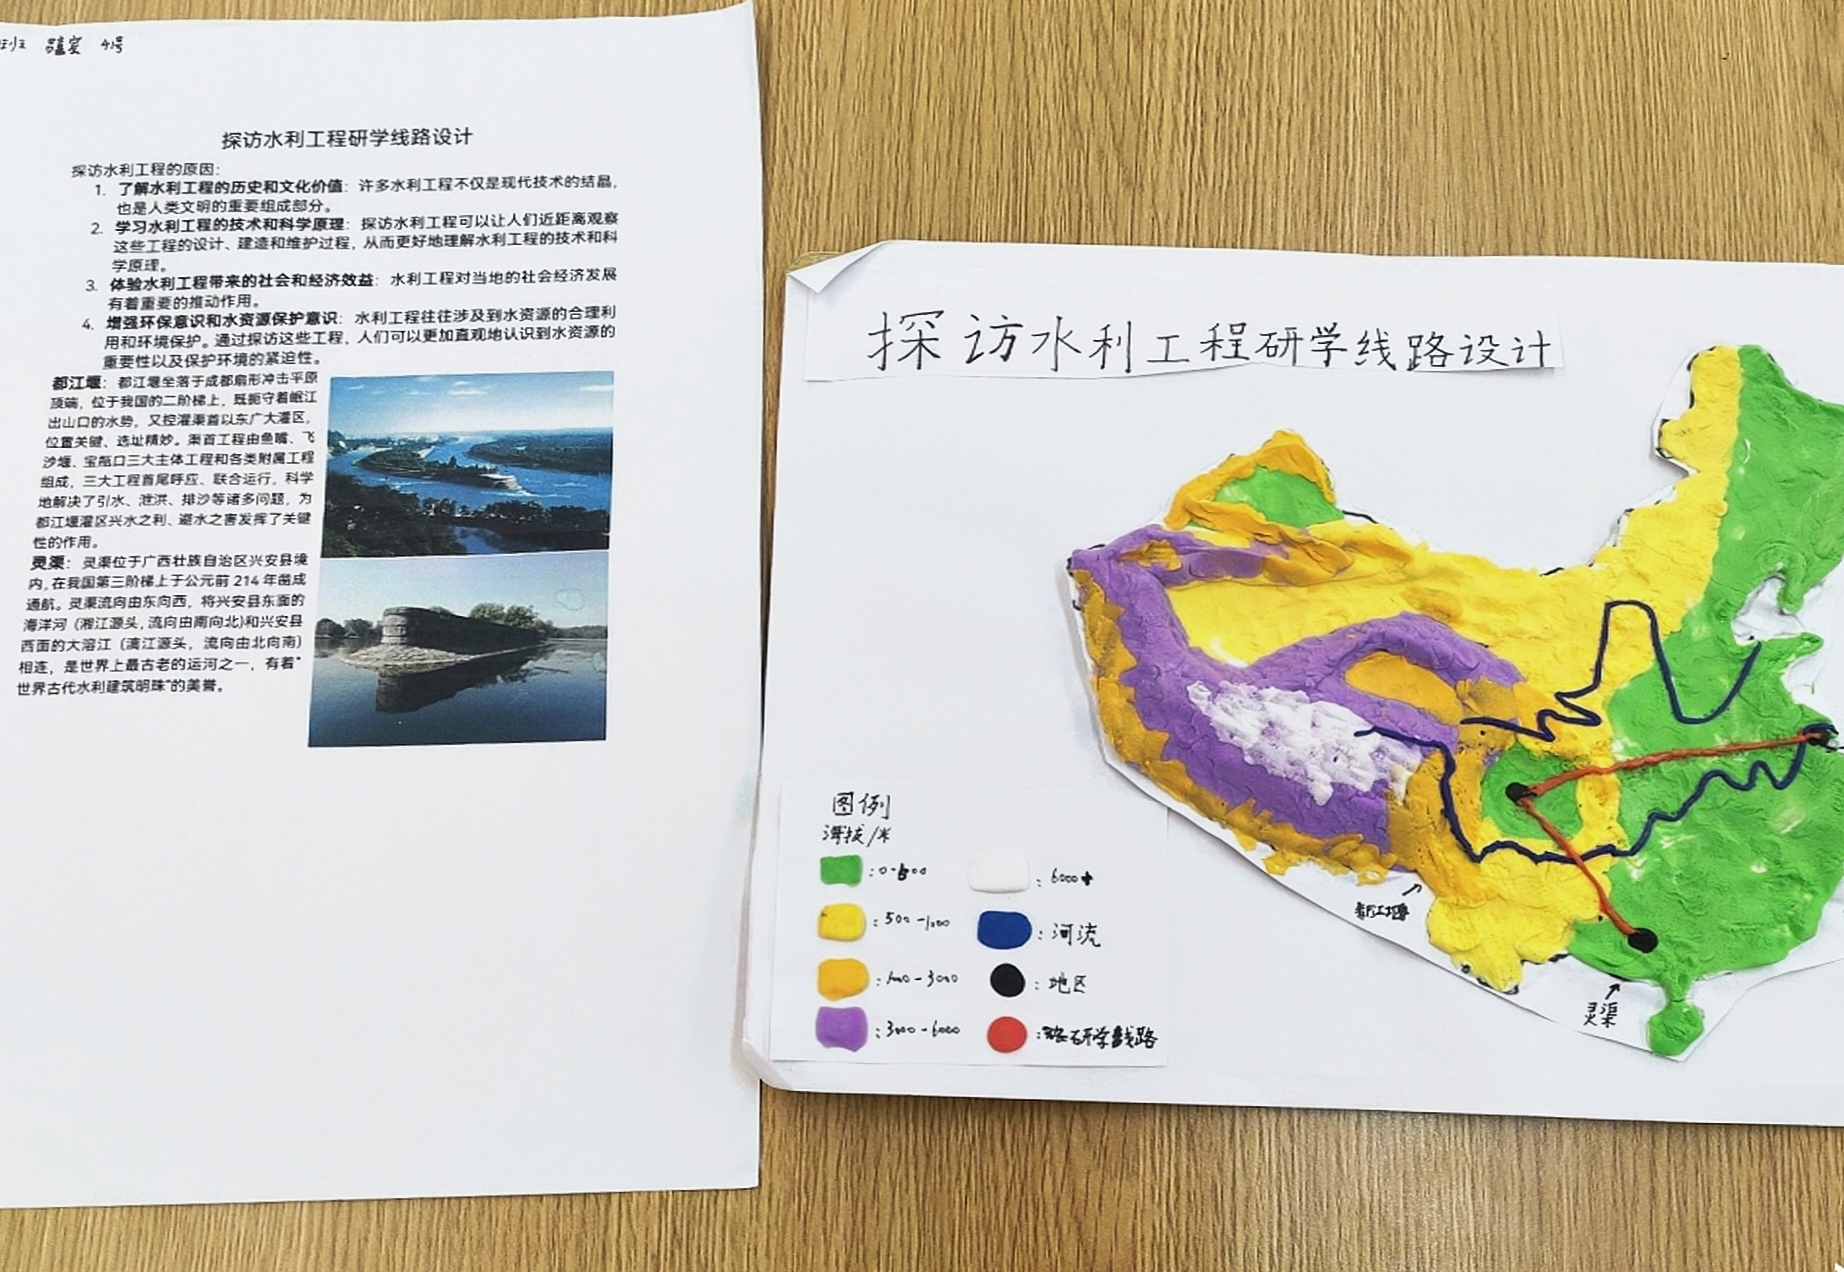 41号
探访水利工程研学线路设计
探访水利工程的原因：
1. 了解水利工程的历史和文化价值：许多水利工程不仅是现代技术的结晶，
也是人类文明的重要组成部分。
2. 学习水利工程的技术和科学原理：探访水利工程可以让人们近距离观察
这些工程的设计、建造和维护过程，从而更好地理解水利工程的技术和科
学原理。
3. 体验水利工程带来的社会和经济效益：水利工程对当地的社会经济发展
有着重要的推动作用。
4. 增强环保意识和水资源保护意识：水利工程往往涉及到水资源的合理利
用和环境保护。通过探访这些工程，人们可以更加直观地认识到水资源的
重要性以及保护环境的紧迫性。
都江堰：都江堰坐落于成都扇形冲击平原
顶端，位于我国的二阶梯上，既扼守着岷江
出山口的水势，又控灌渠首以东广大灌区，
位置关键、选址精妙。渠首工程由鱼嘴、飞
沙堰、宝瓶口三大主体工程和各类附属工程
组成，三大工程首尾呼应、联合运行，科学
地解决了引水、泄洪、排沙等诸多问题，为
都江堰灌区兴水之利、避水之害发挥了关键
性的作用。
灵渠：灵渠位于广西壮族自治区兴安县境
内，在我国第三阶梯上于公元前 214 年凿成
通航。灵渠流向由东向西，将兴安县东面的
海洋河（湘江源头，流向由南向北)和兴安县
西面的大溶江（漓江源头，流向由北向南）
相连，是世界上最古老的运河之一，有着“
世界古代水利建筑明珠”的美誉。
探访水利工程研学线路设计
图例
海拔/米
:0-500
:500-1000
:1000-3000
:3000-6000
:6000+
:河流
:地区
:研学线路
都江堰
灵渠